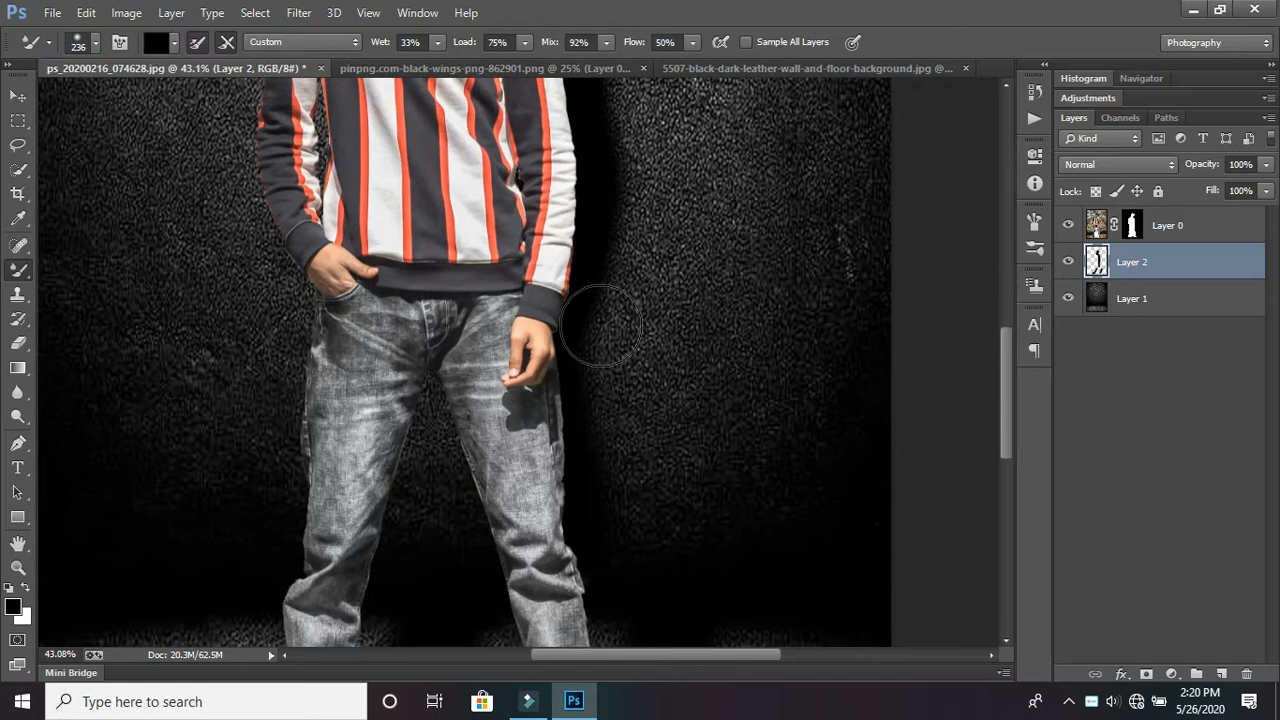 Ps File Edit Image Layer Type Select Filter 3D View Window Help
236 Custom Wet: 33% Load: 75% Mix: 92% Flow: 50% Sample All Layers Photography
ps_20200216_074628.jpg @ 43.1% (Layer 2, RGB/8#) * × pinpng.com-black-wings-png-862901.png @ 25% (Layer 0... × 5507-black-dark-leather-wall-and-floor-background.jpg @... ×
Histogram Navigator
Adjustments
Layers Channels Paths
Kind
Normal Opacity: 100%
Lock: Fill: 100%
Layer 0
Layer 2
Layer 1
43.08% Doc: 20.3M/62.5M
Mini Bridge
Type here to search
Ps
2:20 PM
5/26/2020